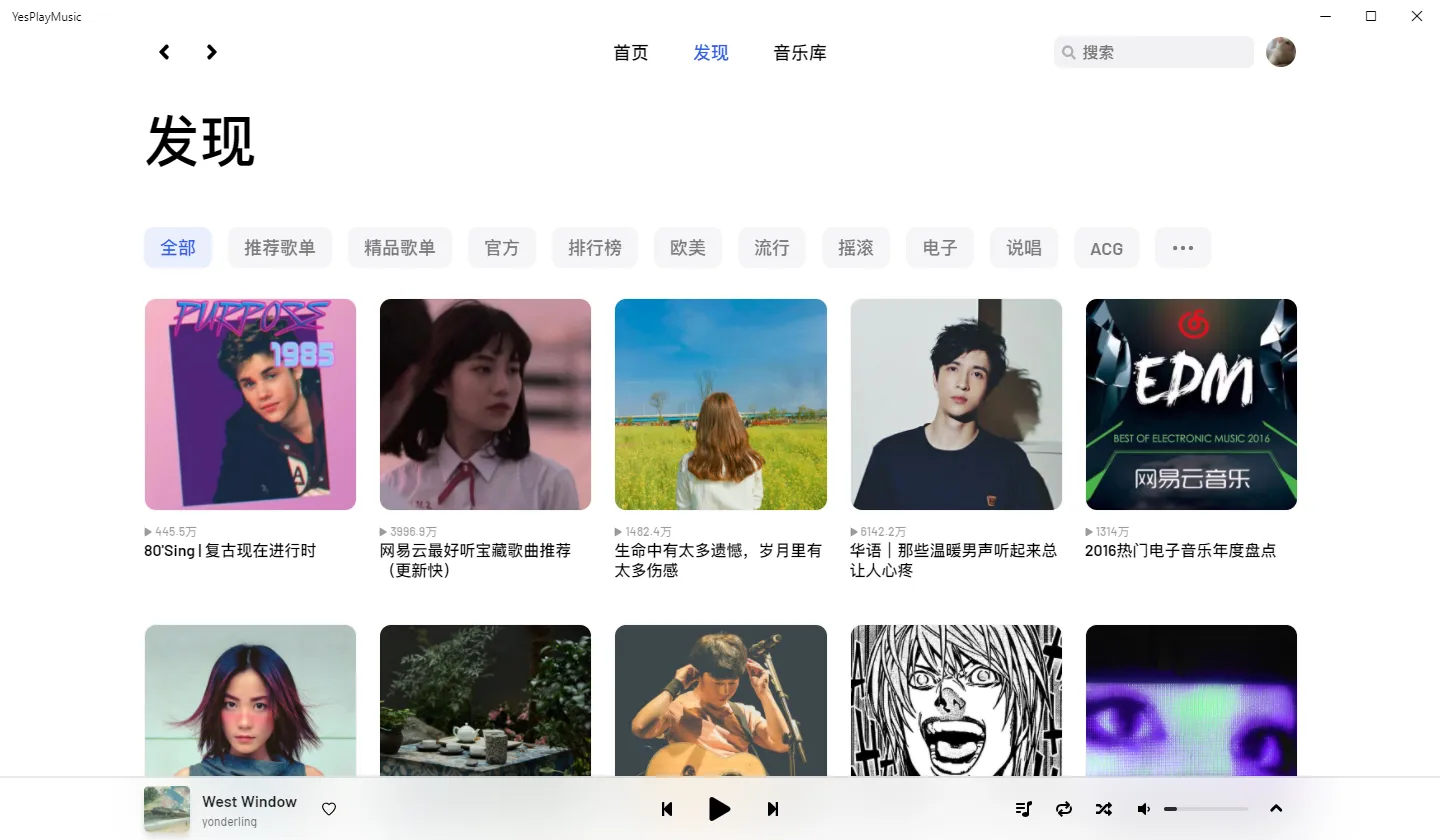 YesPlayMusic
首页
发现
音乐库
搜索
发现
全部
推荐歌单
精品歌单
官方
排行榜
欧美
流行
摇滚
电子
说唱
ACG
PURPOSE
1985
A
EDM
BEST OF ELECTRONIC MUSIC 2016
网易云音乐
445.5万
80'Sing | 复古现在进行时
3996.9万
网易云最好听宝藏歌曲推荐
（更新快）
1482.4万
生命中有太多遗憾，岁月里有
太多伤感
6142.2万
华语｜那些温暖男声听起来总
让人心疼
1314万
2016热门电子音乐年度盘点
West Window
yonderling